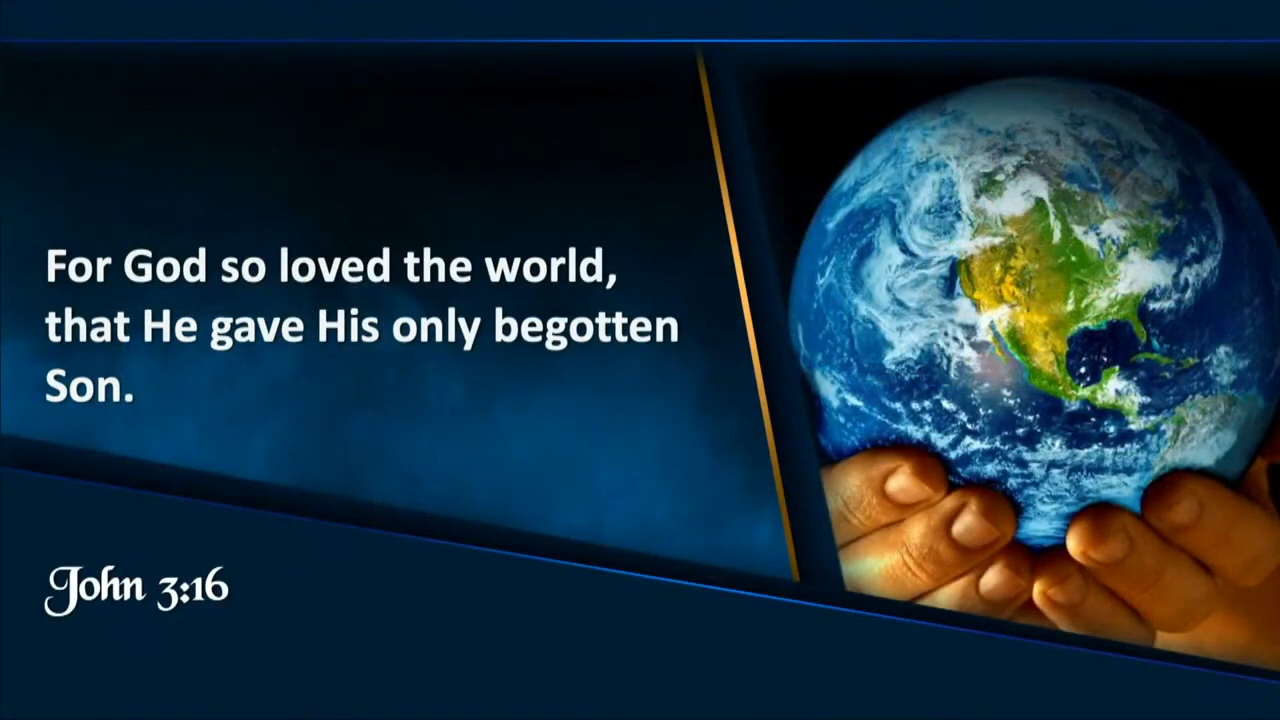 For God so loved the world,
that He gave His only begotten
Son.
John 3:16